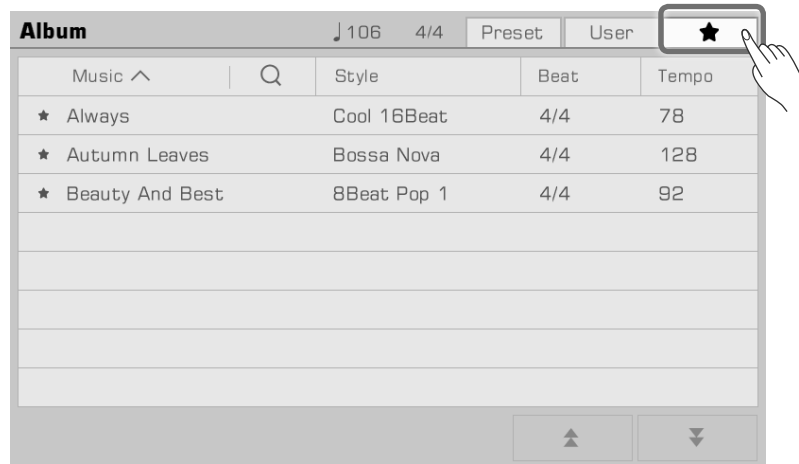 Album 106 4/4 Preset User
Music Style Beat Tempo
Always Cool 16Beat 4/4 78
Autumn Leaves Bossa Nova 4/4 128
Beauty And Best 8Beat Pop 1 4/4 92